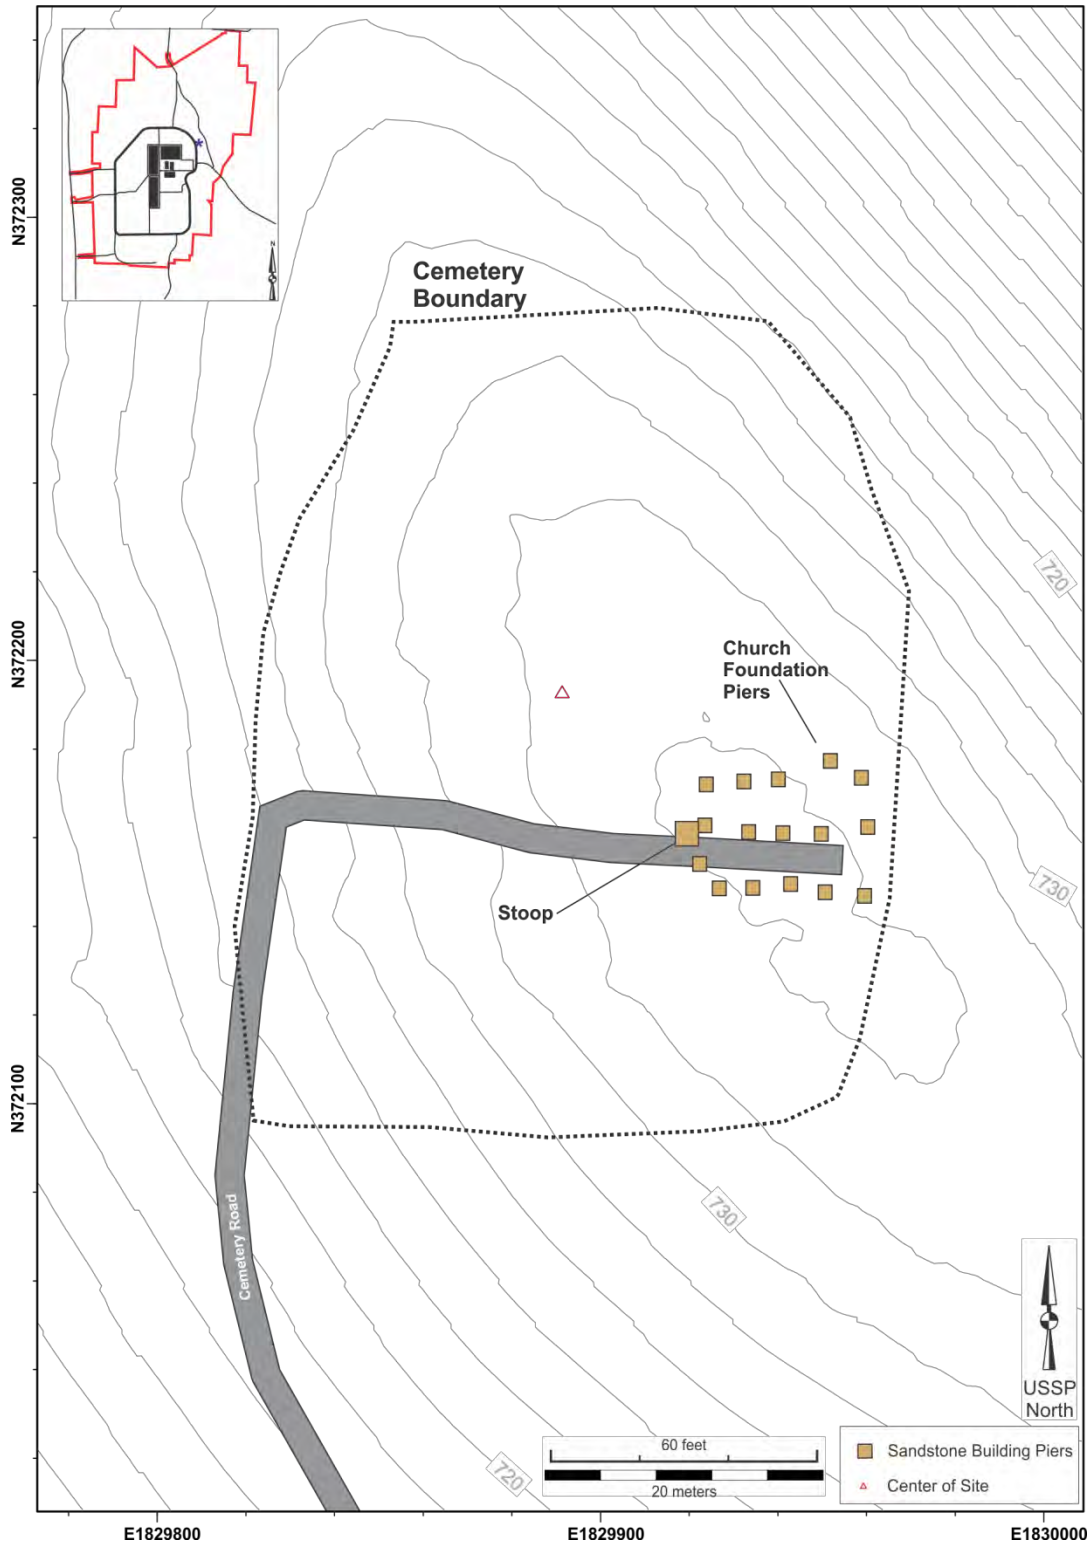 N
Cemetery
Boundary
N372300
720
N372200
Church
Foundation
Piers
730
Stoop
N372100
730
Cemetery Road
USSP
North
60 feet
20 meters
720
Sandstone Building Piers
Center of Site
E1829800
E1829900
E1830000